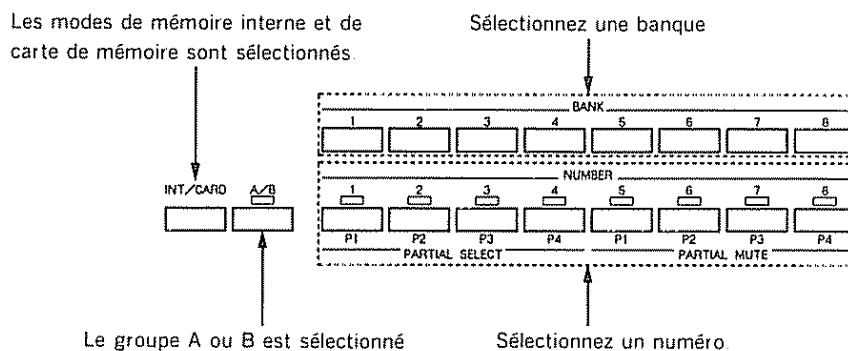 Les modes de mémoire interne et de
carte de mémoire sont sélectionnés.
Sélectionnez une banque
BANK
1 2 3 4 5 6 7 8
NUMBER
INT/CARD A/B 1 2 3 4 5 6 7 8
P1 P2 P3 P4 P1 P2 P3 P4
PARTIAL SELECT PARTIAL MUTE
Le groupe A ou B est sélectionné
Sélectionnez un numéro.